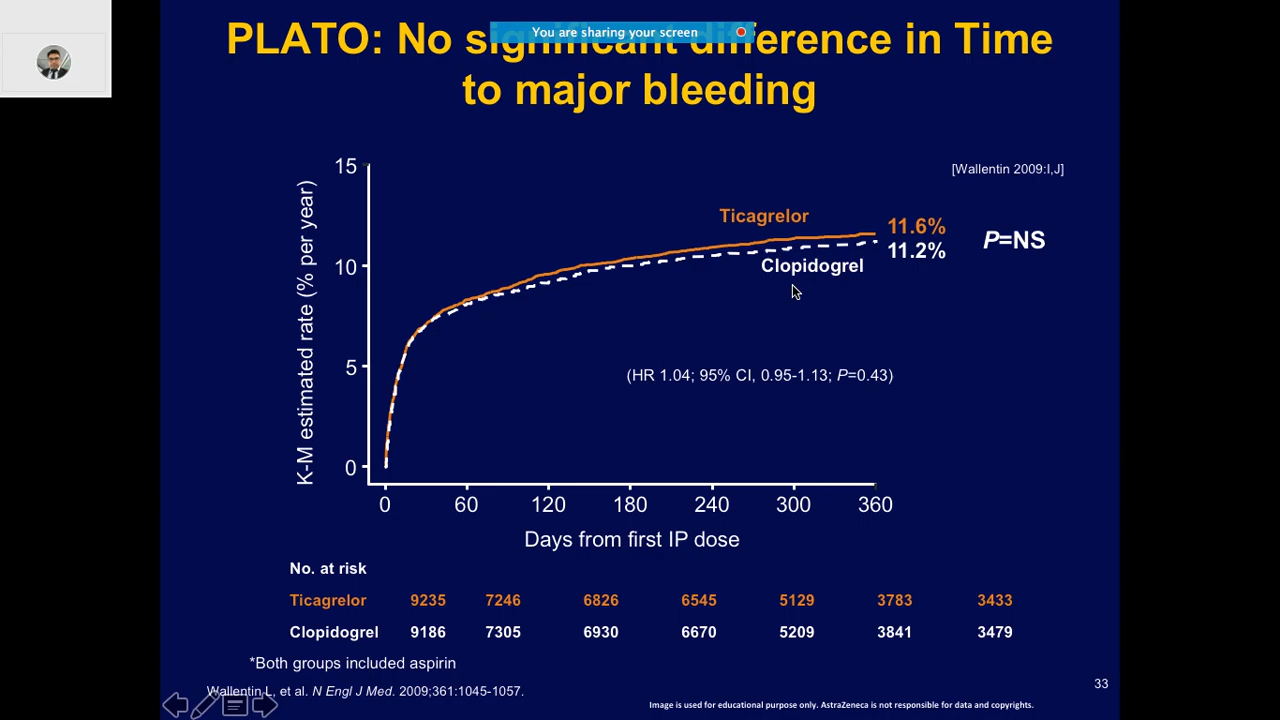 PLATO: No significant difference in Time
to major bleeding
You are sharing your screen
[Wallentin 2009:I,J]
K-M estimated rate (% per year)
15
10
5
0
Ticagrelor
Clopidogrel
11.6%
11.2%
P=NS
(HR 1.04; 95% CI, 0.95-1.13; P=0.43)
0 60 120 180 240 300 360
Days from first IP dose
No. at risk
Ticagrelor 9235 7246 6826 6545 5129 3783 3433
Clopidogrel 9186 7305 6930 6670 5209 3841 3479
*Both groups included aspirin
Wallentin L, et al. N Engl J Med. 2009;361:1045-1057.
33
Image is used for educational purpose only. AstraZeneca is not responsible for data and copyrights.